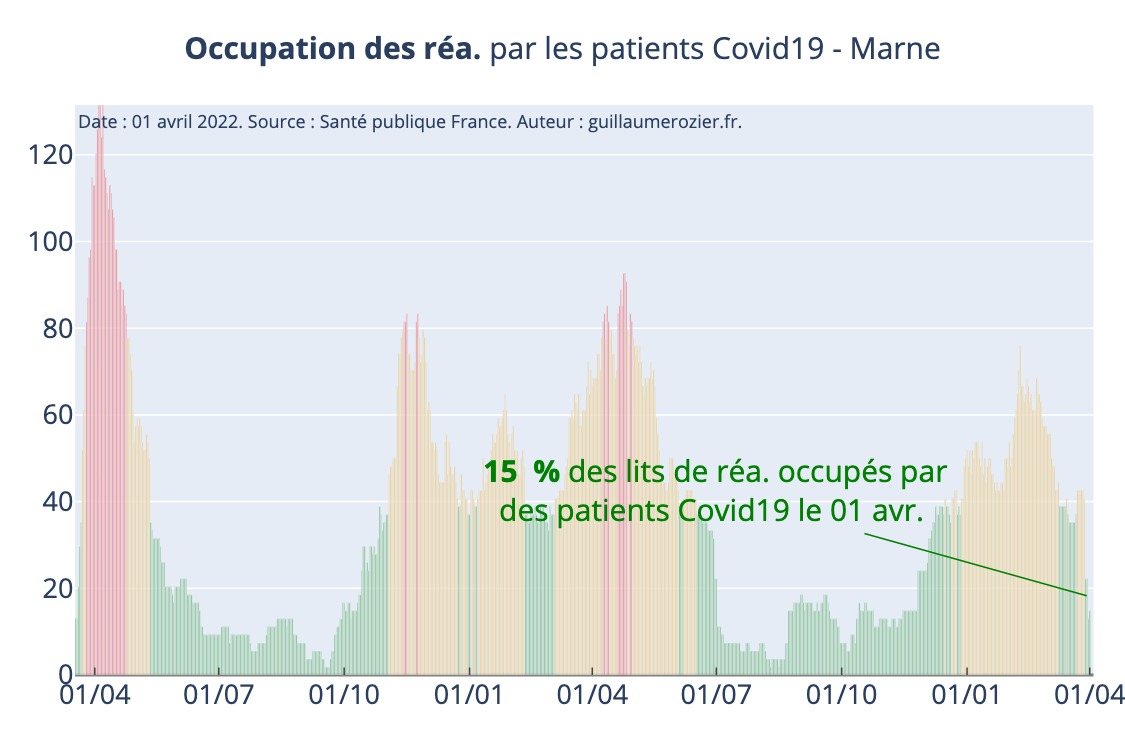 Occupation des réa. par les patients Covid19 - Marne
Date : 01 avril 2022. Source : Santé publique France. Auteur : guillaumerozier.fr.
120
100
80
60
40
20
0
15 % des lits de réa. occupés par
des patients Covid19 le 01 avr.
01/04 01/07 01/10 01/01 01/04 01/07 01/10 01/01 01/04